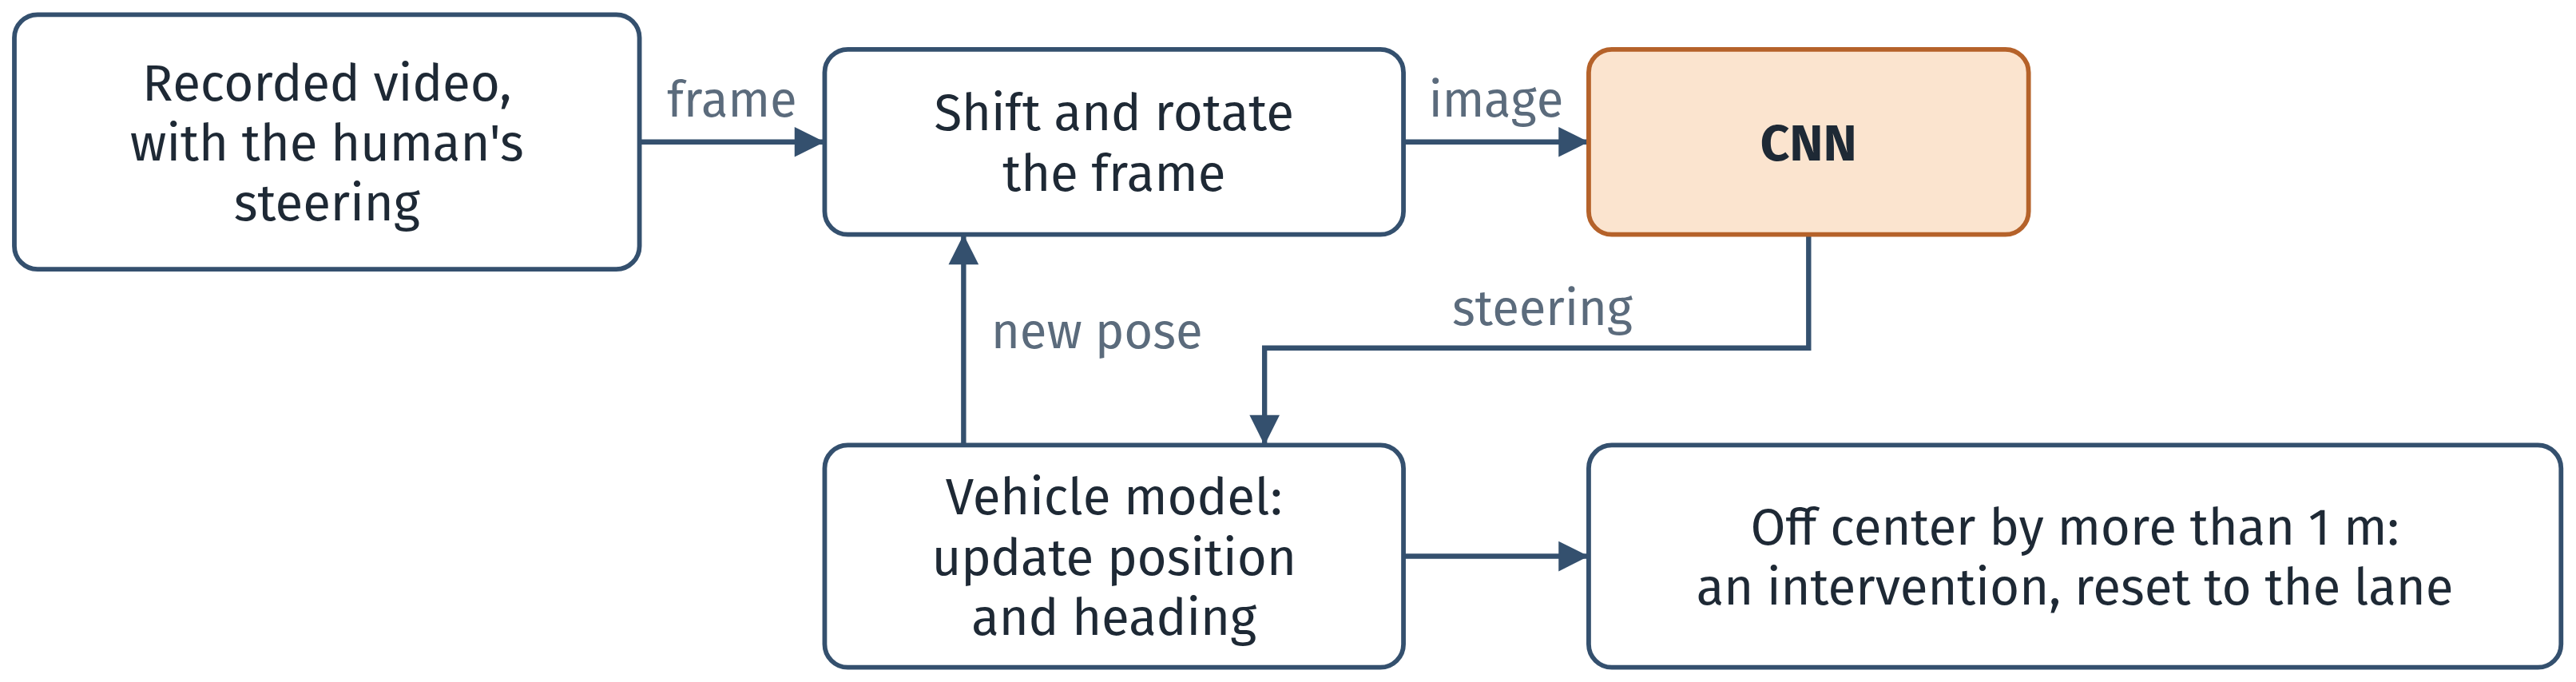 Recorded video,
with the human's
steering
frame
Shift and rotate
the frame
image
CNN
new pose
steering
Vehicle model:
update position
and heading
Off center by more than 1 m:
an intervention, reset to the lane